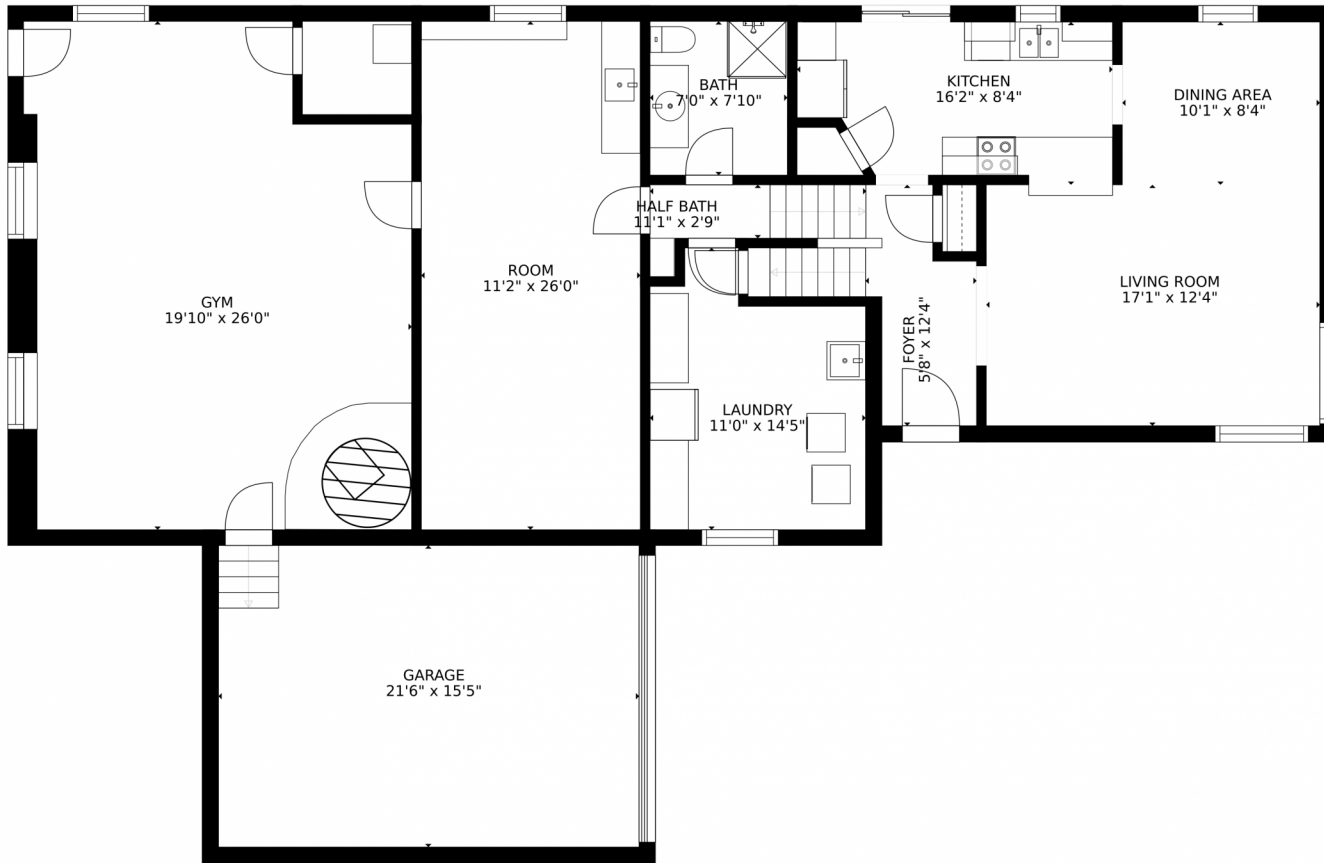 BATH
7'0" x 7'10"
KITCHEN
16'2" x 8'4"
DINING AREA
10'1" x 8'4"
HALF BATH
11'1" x 2'9"
ROOM
11'2" x 26'0"
GYM
19'10" x 26'0"
LIVING ROOM
17'1" x 12'4"
FOYER
5'8" x 12'4"
LAUNDRY
11'0" x 14'5"
GARAGE
21'6" x 15'5"